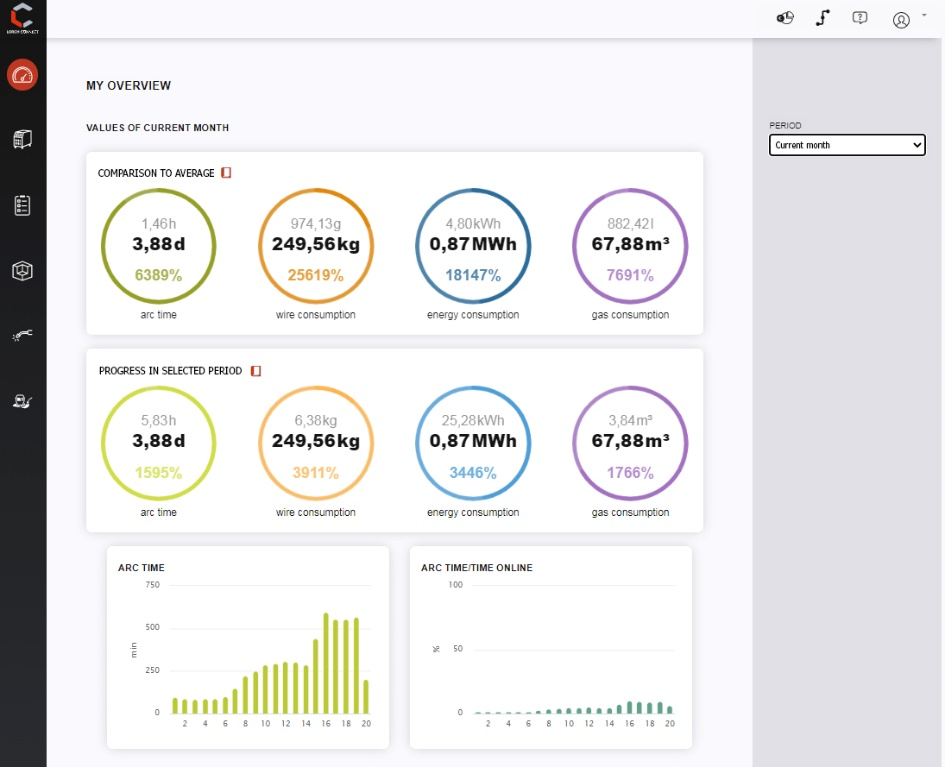 LORCH CONNECT
MY OVERVIEW
PERIOD
Current month
VALUES OF CURRENT MONTH
COMPARISON TO AVERAGE
1,46h
3,88d
6389%
arc time
974,13g
249,56kg
25619%
wire consumption
4,80kWh
0,87MWh
18147%
energy consumption
882,42l
67,88m³
7691%
gas consumption
PROGRESS IN SELECTED PERIOD
5,83h
3,88d
1595%
arc time
6,38kg
249,56kg
3911%
wire consumption
25,28kWh
0,87MWh
3446%
energy consumption
3,84m³
67,88m³
1766%
gas consumption
ARC TIME
750
500
250
0
min
2 4 6 8 10 12 14 16 18 20
ARC TIME/TIME ONLINE
100
50
0
%
2 4 6 8 10 12 14 16 18 20